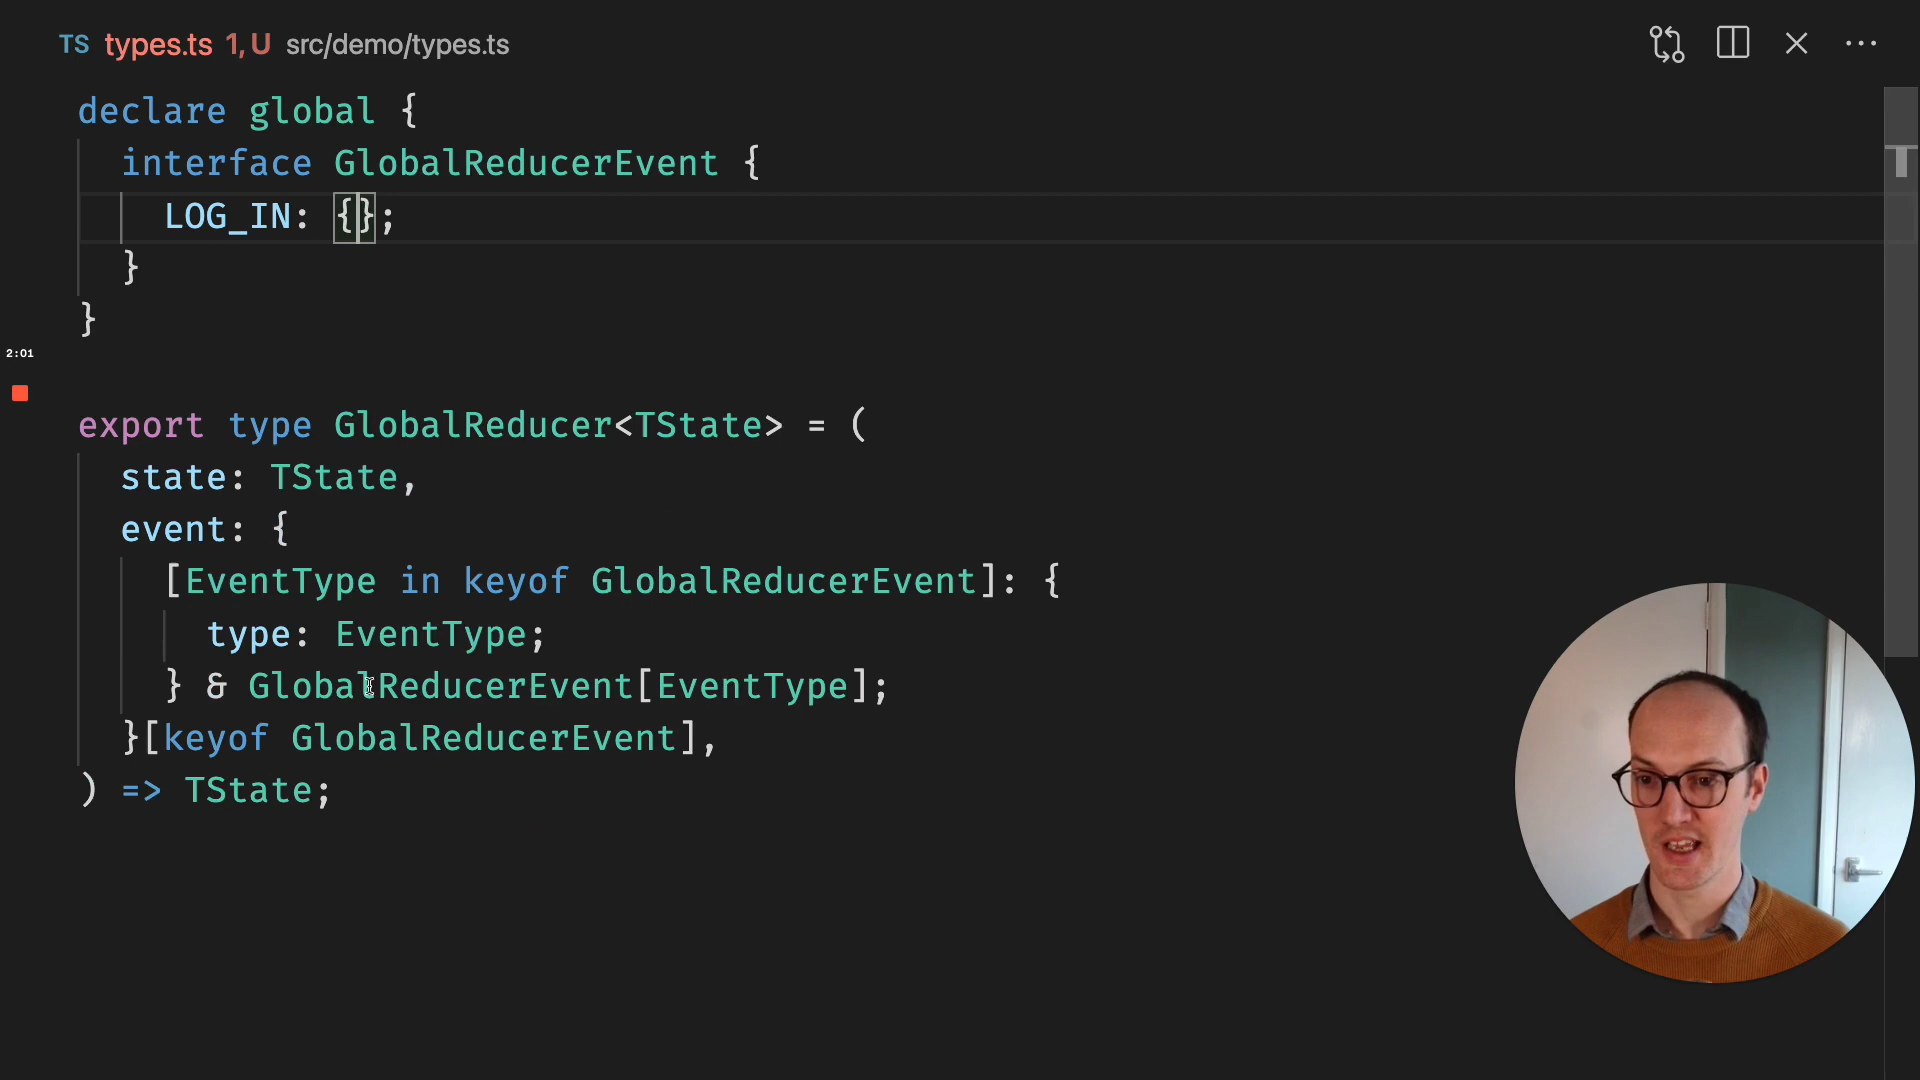 TS types.ts 1, U src/demo/types.ts
declare global {
interface GlobalReducerEvent {
LOG_IN: {};
}
}
2:01
export type GlobalReducer<TState> = (
state: TState,
event: {
[EventType in keyof GlobalReducerEvent]: {
type: EventType;
} & GlobalReducerEvent[EventType];
}[keyof GlobalReducerEvent],
) => TState;